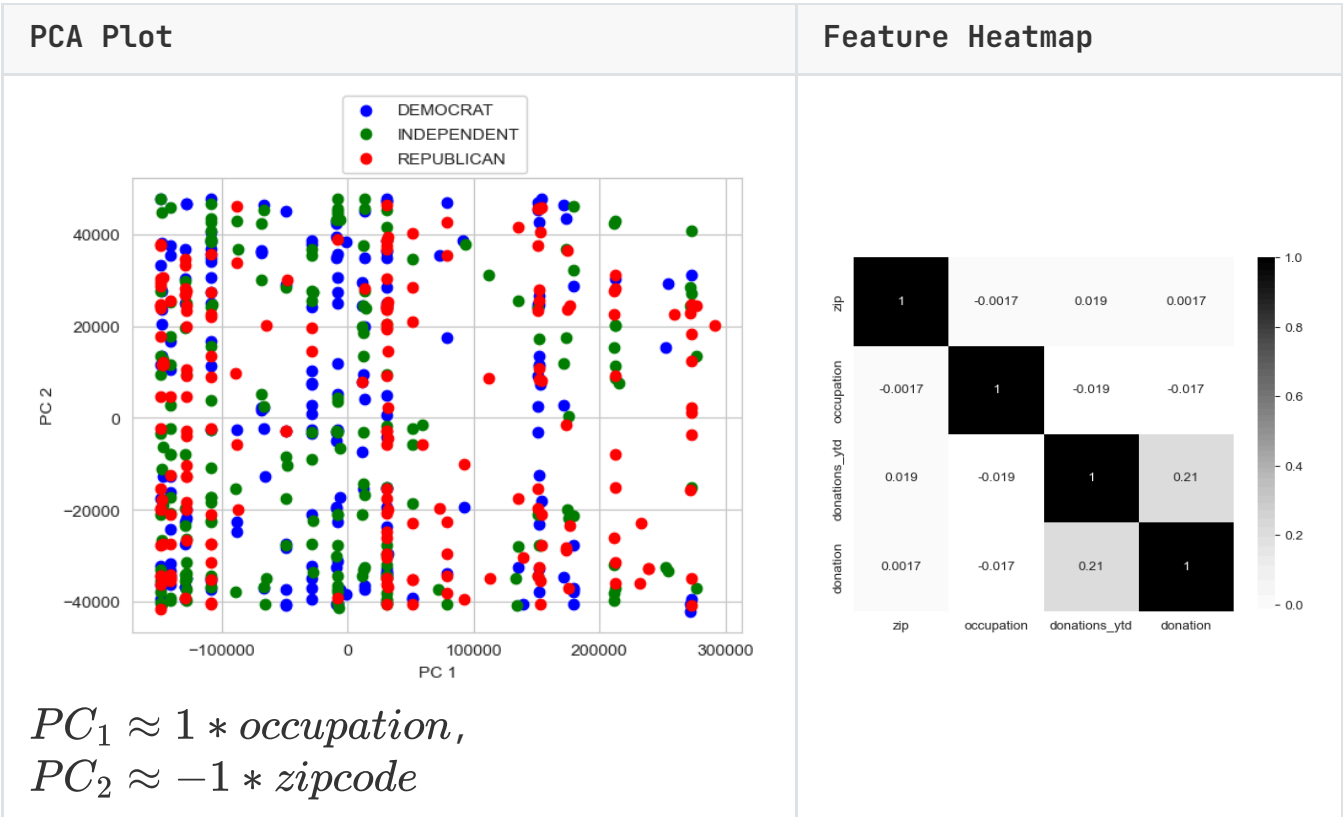 PCA Plot
Feature Heatmap
DEMOCRAT
INDEPENDENT
REPUBLICAN
40000
20000
0
−20000
−40000
PC 2
−100000 0 100000 200000 300000
PC 1
PC₁ ≈ 1 * occupation,
PC₂ ≈ −1 * zipcode
zip 1 -0.0017 0.019 0.0017
occupation -0.0017 1 -0.019 -0.017
donations_ytd 0.019 -0.019 1 0.21
donation 0.0017 -0.017 0.21 1
zip occupation donations_ytd donation
1.0
0.8
0.6
0.4
0.2
0.0